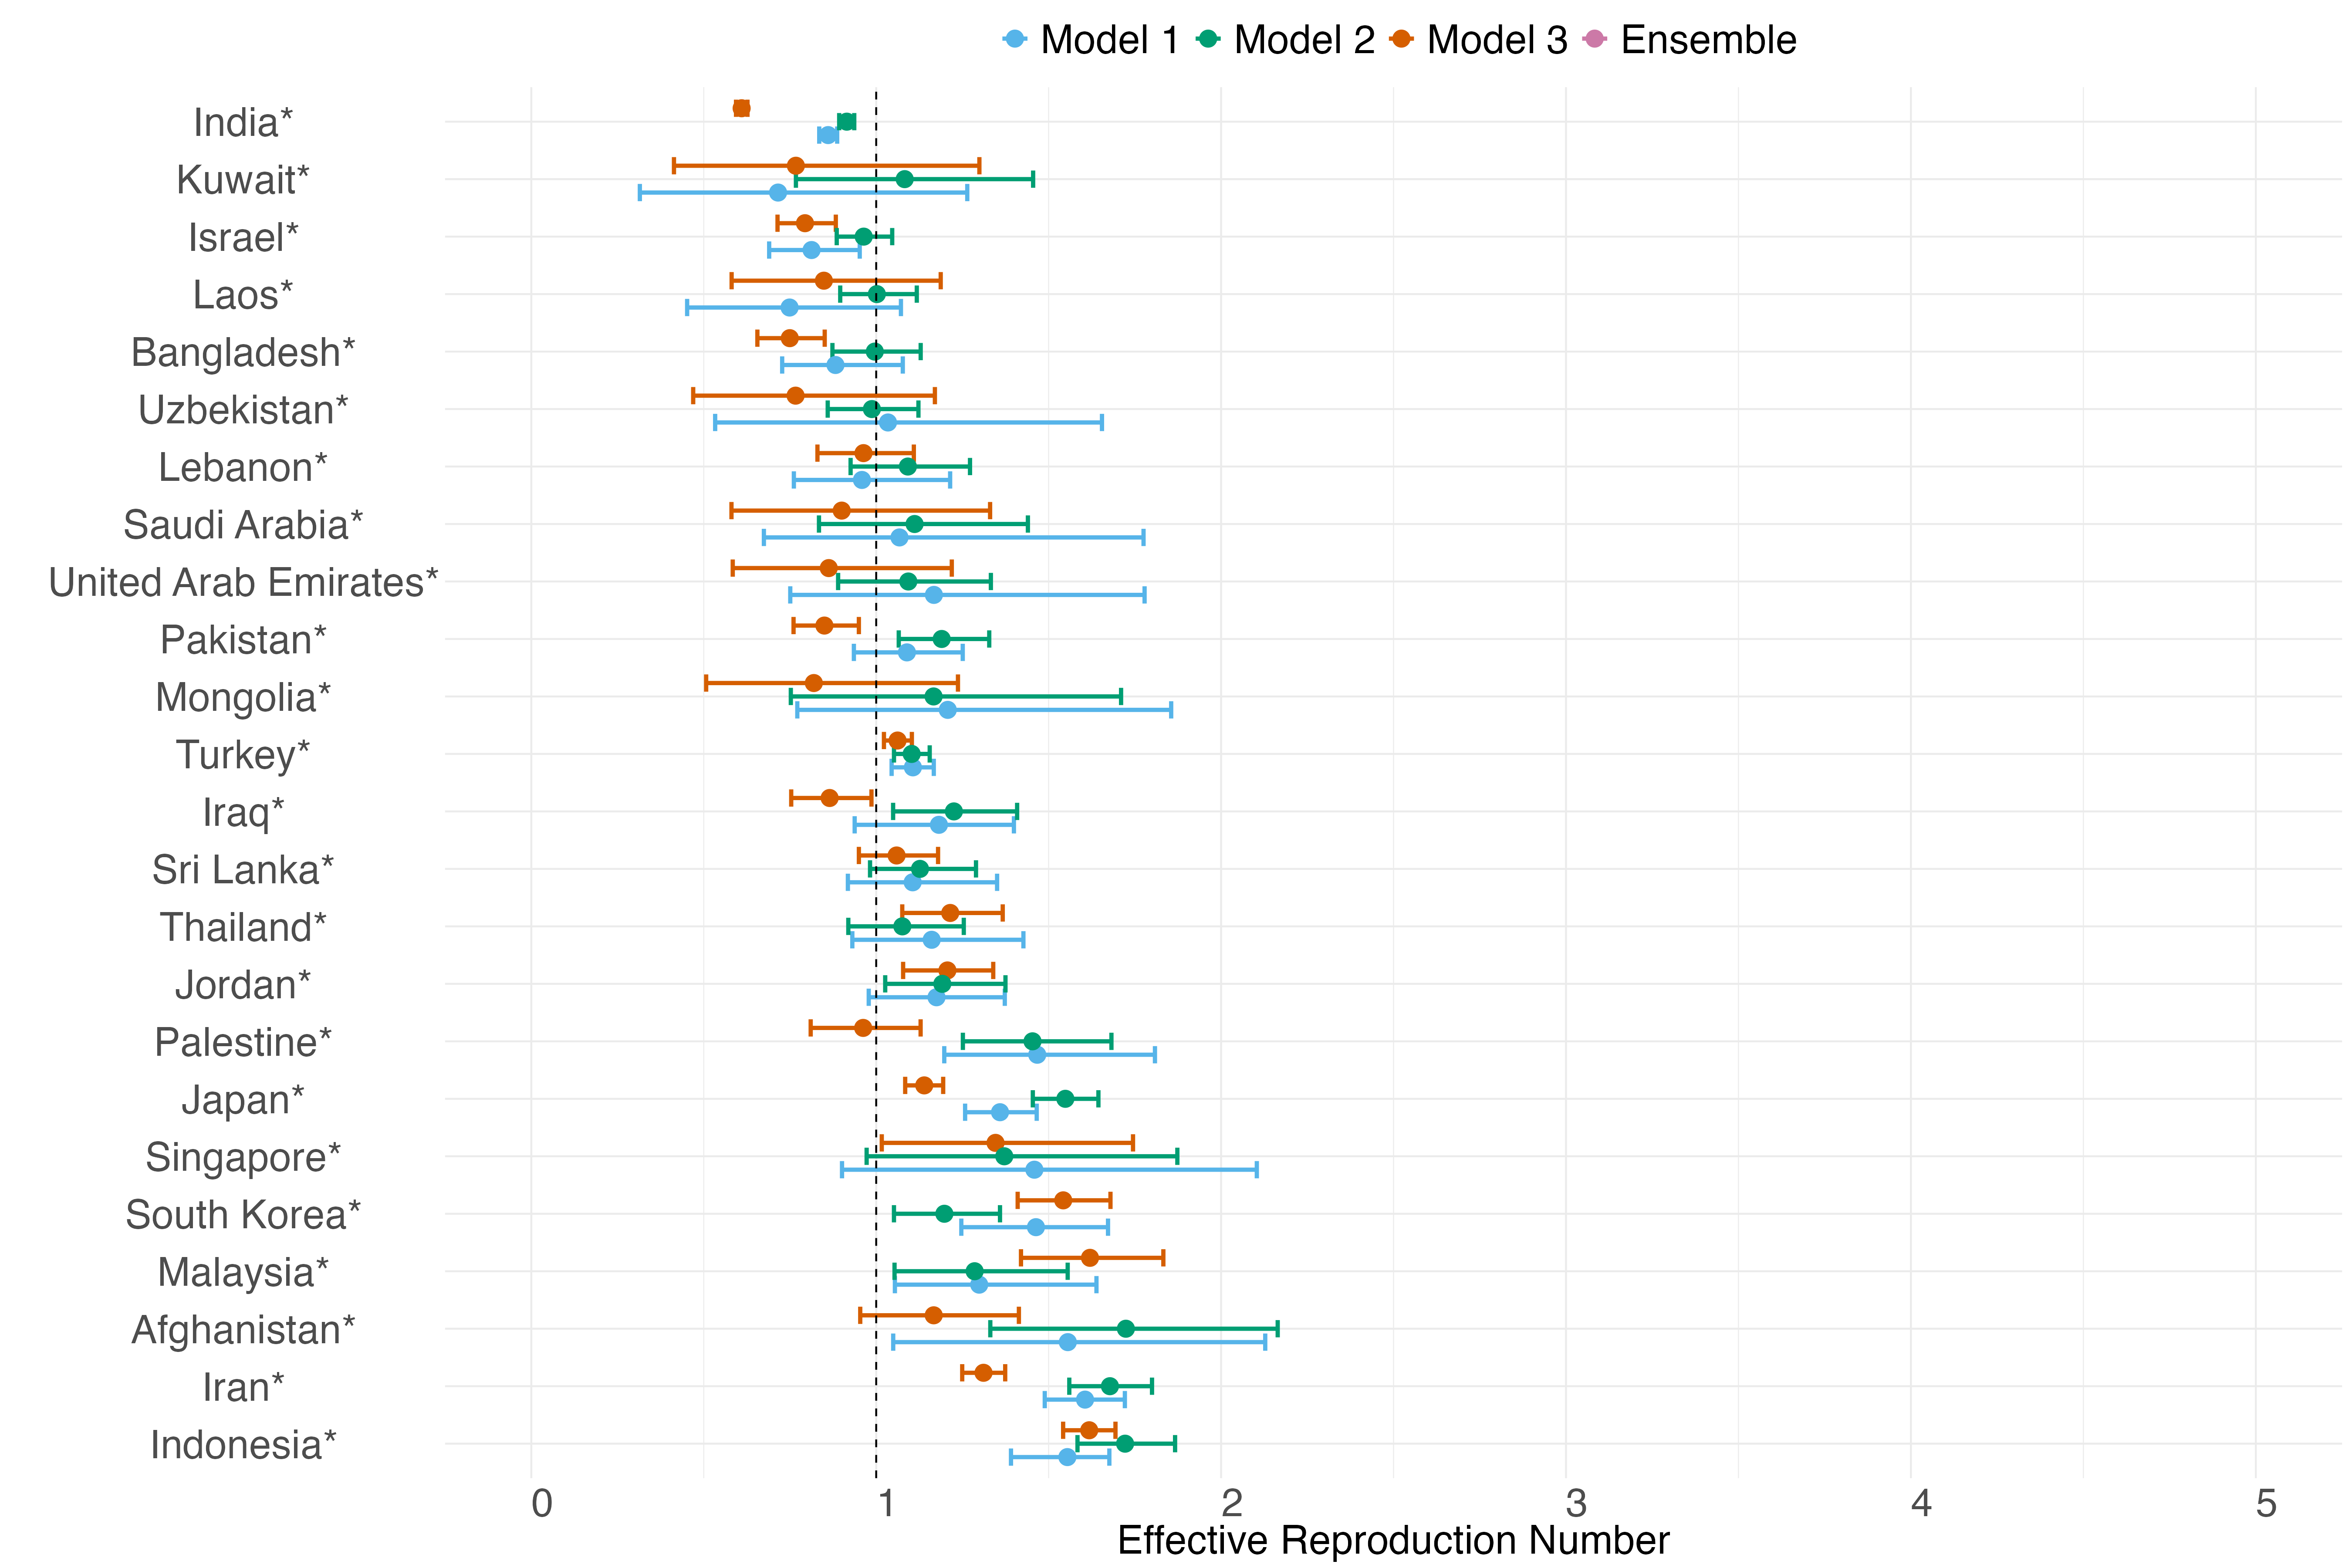 Model 1 Model 2 Model 3 Ensemble
India*
Kuwait*
Israel*
Laos*
Bangladesh*
Uzbekistan*
Lebanon*
Saudi Arabia*
United Arab Emirates*
Pakistan*
Mongolia*
Turkey*
Iraq*
Sri Lanka*
Thailand*
Jordan*
Palestine*
Japan*
Singapore*
South Korea*
Malaysia*
Afghanistan*
Iran*
Indonesia*
0 1 2 3 4 5
Effective Reproduction Number